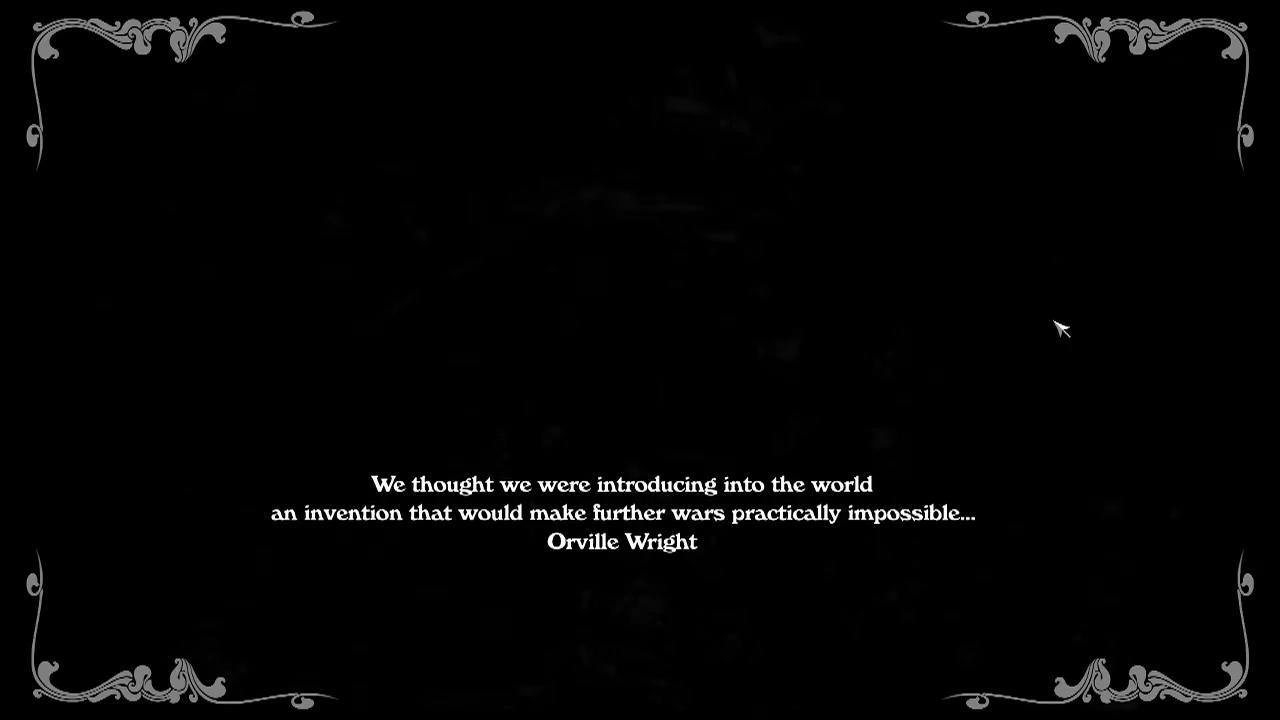 We thought we were introducing into the world
an invention that would make further wars practically impossible...
Orville Wright